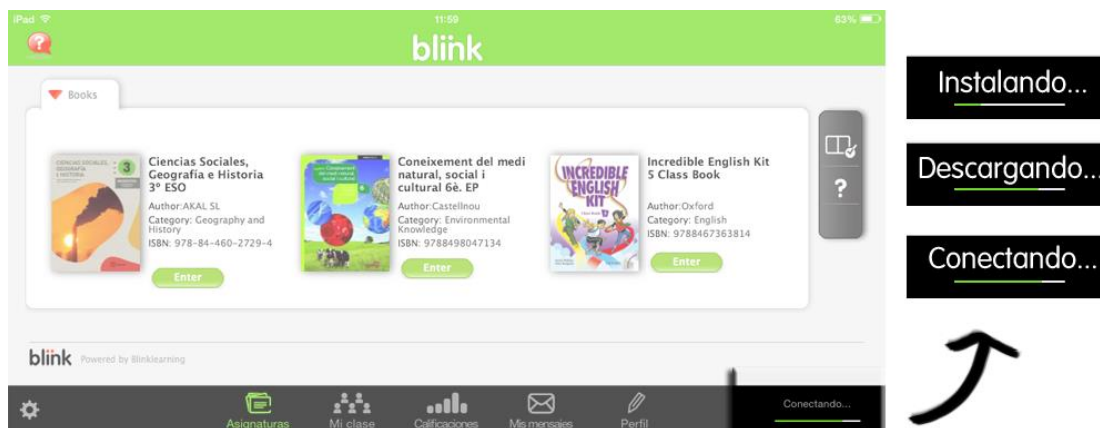 iPad 11:59 63%
blink
Books
Ciencias Sociales,
Geografía e Historia
3º ESO
Author:AKAL SL
Category: Geography and
History
ISBN: 978-84-460-2729-4
Enter
Coneixement del medi
natural, social i
cultural 6è. EP
Author:Castellnou
Category: Environmental
Knowledge
ISBN: 9788498047134
Enter
INCREDIBLE
ENGLISH
KIT
Incredible English Kit
5 Class Book
Author:Oxford
Category: English
ISBN: 9788467363814
Enter
?
blink Powered by Blinklearning
Asignaturas Mi clase Calificaciones Mis mensajes Perfil Conectando...
Instalando...
Descargando...
Conectando...